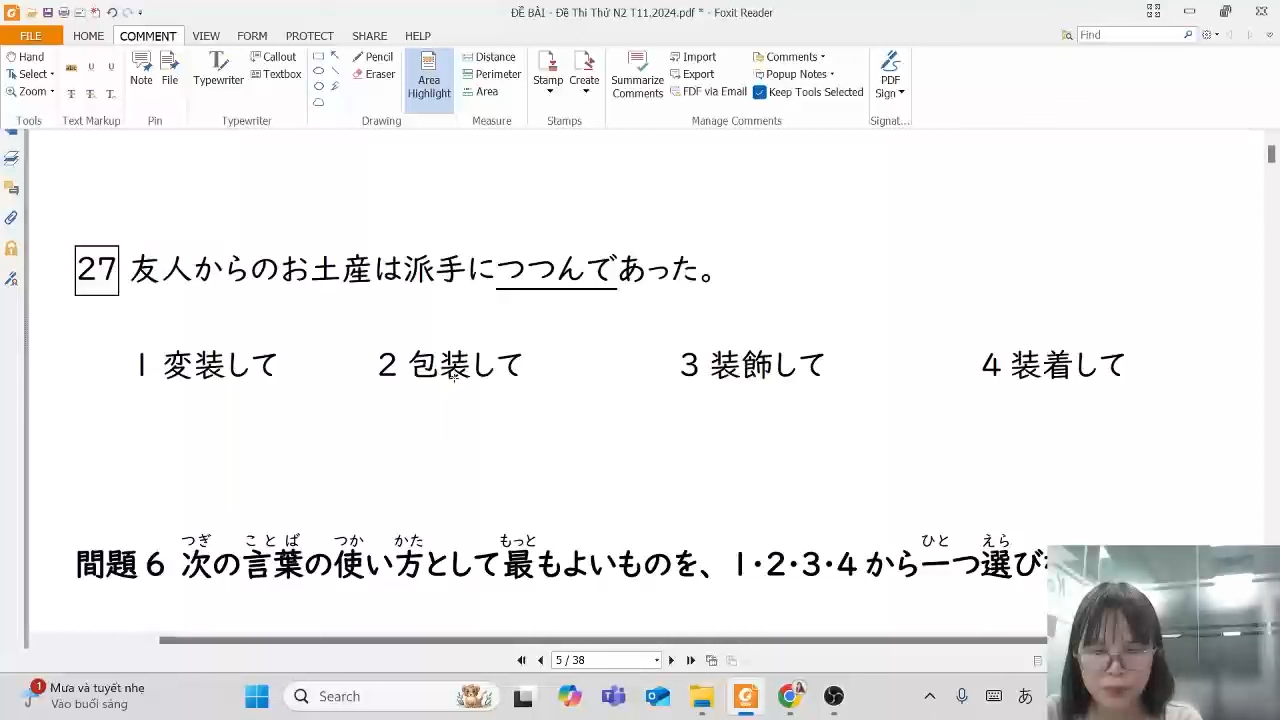 ĐỀ BÀI - Đề Thi Thử N2 T11.2024.pdf * - Foxit Reader
FILE HOME COMMENT VIEW FORM PROTECT SHARE HELP
Find
Hand
Select
Zoom
Tools
Text Markup
Note
File
Pin
Typewriter
Callout
Textbox
Typewriter
Pencil
Eraser
Drawing
Area Highlight
Distance
Perimeter
Area
Measure
Stamp
Create
Stamps
Summarize Comments
Import
Export
FDF via Email
Comments
Popup Notes
Keep Tools Selected
Manage Comments
PDF Sign
Signat...
27 友人からのお土産は派手につつんであった。
1 変装して 2 包装して 3 装飾して 4 装着して
つぎ ことば つか かた もっと ひと えら
問題6 次の言葉の使い方として最もよいものを、1・2・3・4から一つ選び
5 / 38
1
Mưa và tuyết nhẹ
Vào buổi sáng
Search
あ